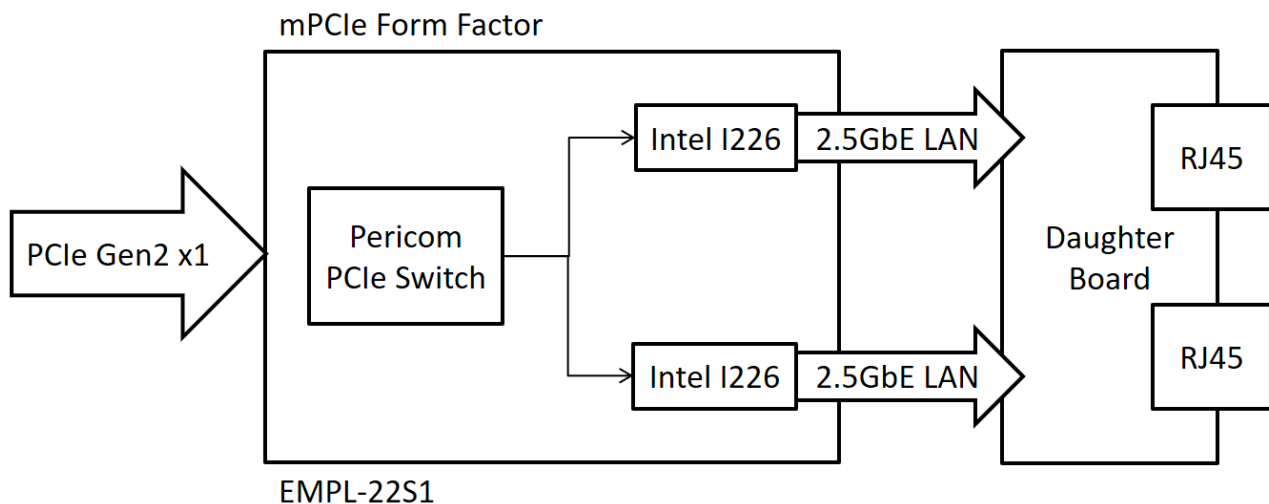 mPCIe Form Factor
Intel I226
2.5GbE LAN
RJ45
PCIe Gen2 x1
Pericom
PCIe Switch
Daughter
Board
Intel I226
2.5GbE LAN
RJ45
EMPL-22S1